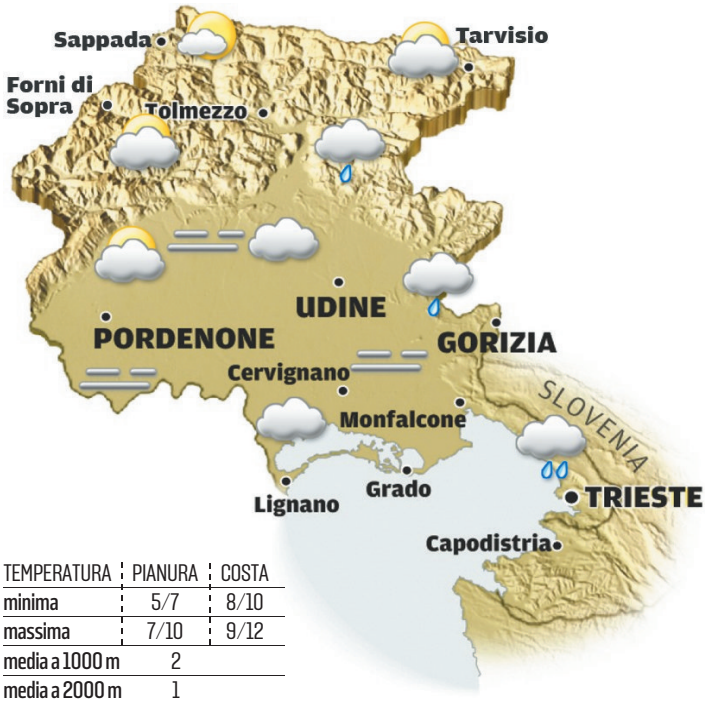 Sappada
Tarvisio
Forni di
Sopra
Tolmezzo
UDINE
PORDENONE
GORIZIA
Cervignano
SLOVENIA
Monfalcone
Grado
Lignano
TRIESTE
Capodistria
TEMPERATURA PIANURA COSTA
minima 5/7 8/10
massima 7/10 9/12
media a 1000 m 2
media a 2000 m 1